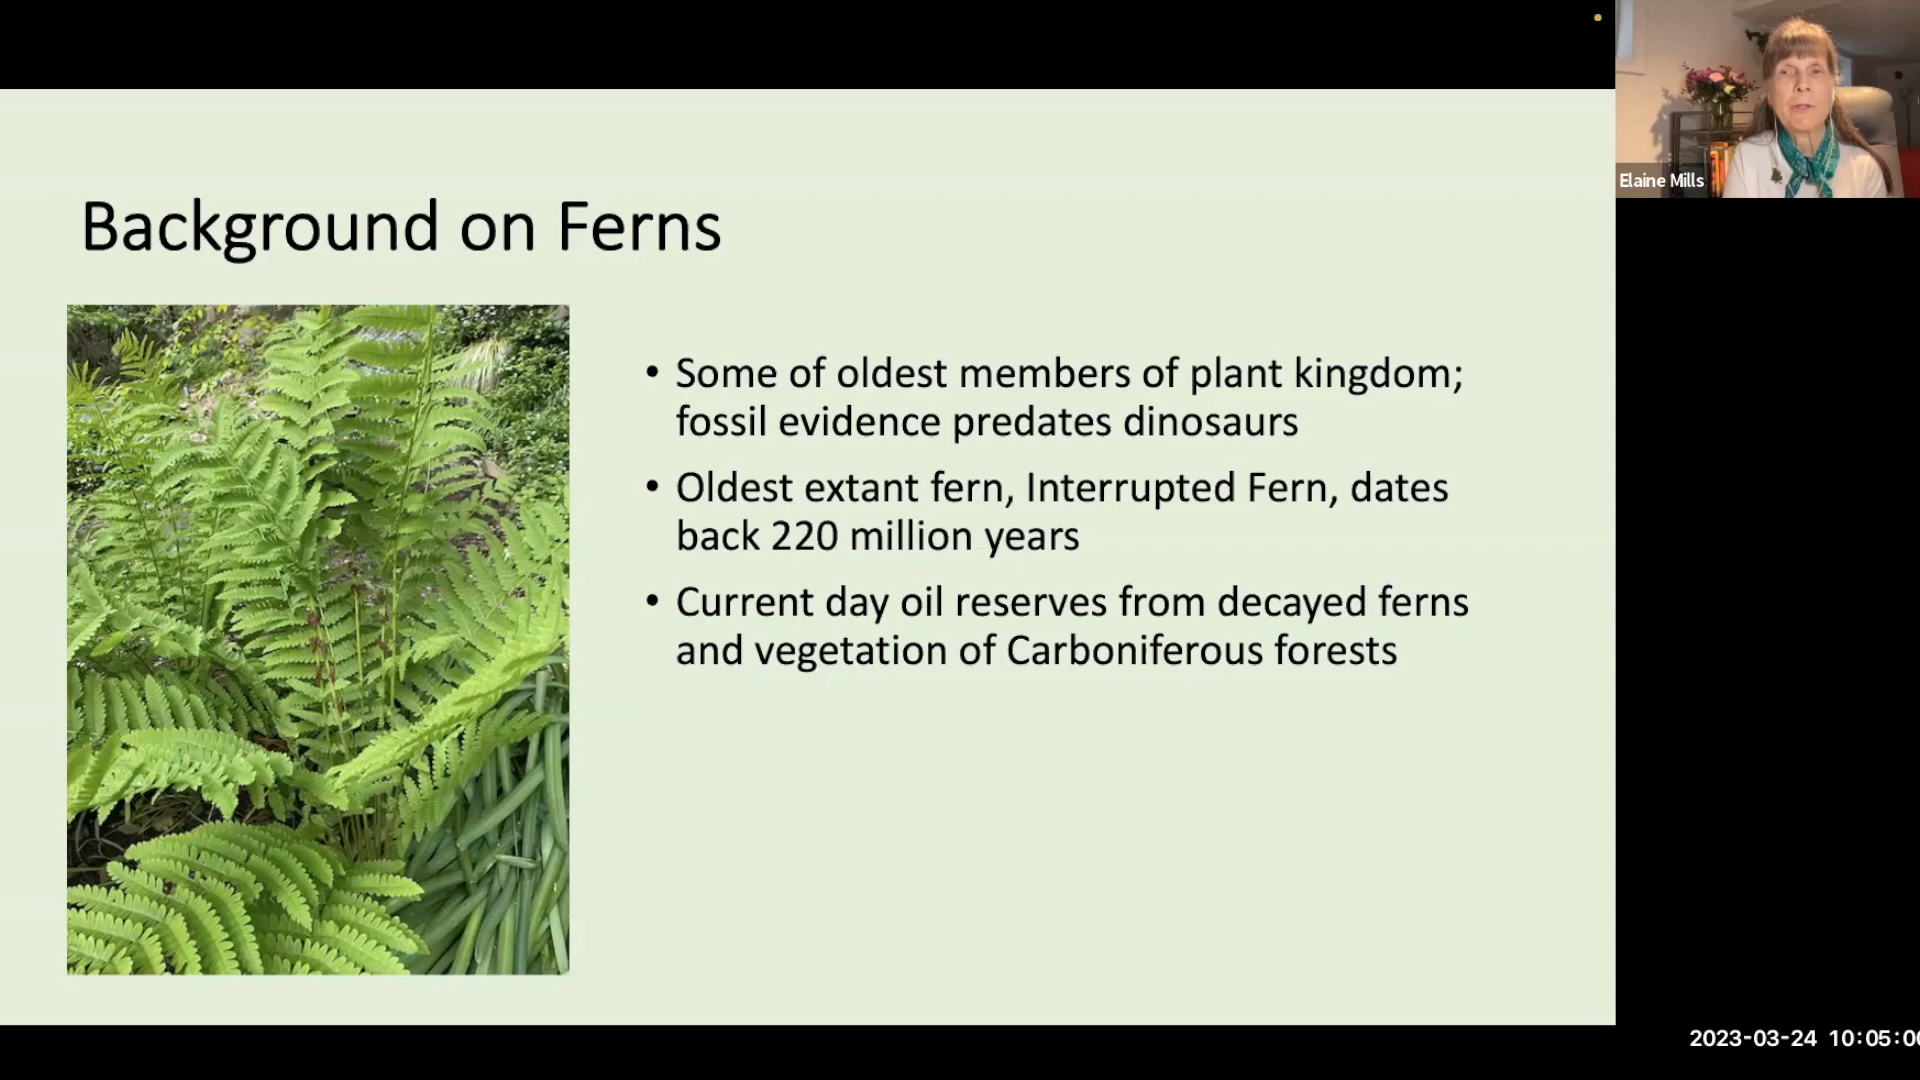 Elaine Mills
Background on Ferns
• Some of oldest members of plant kingdom;
fossil evidence predates dinosaurs
• Oldest extant fern, Interrupted Fern, dates
back 220 million years
• Current day oil reserves from decayed ferns
and vegetation of Carboniferous forests
2023-03-24 10:05:00